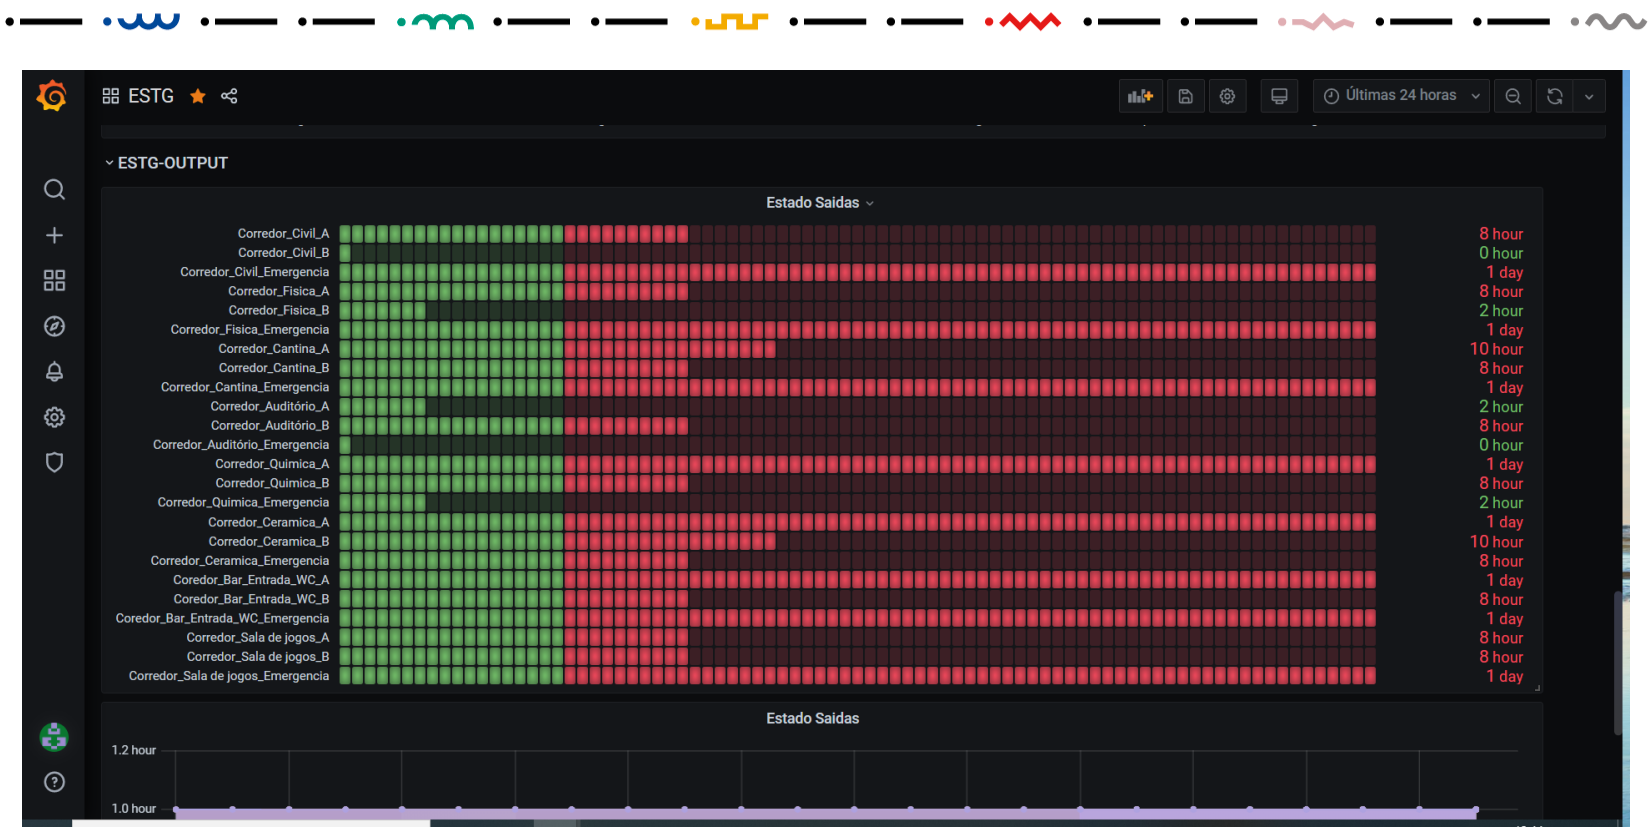 ESTG
Últimas 24 horas
ESTG-OUTPUT
Estado Saidas
Corredor_Civil_A 8 hour
Corredor_Civil_B 0 hour
Corredor_Civil_Emergencia 1 day
Corredor_Fisica_A 8 hour
Corredor_Fisica_B 2 hour
Corredor_Fisica_Emergencia 1 day
Corredor_Cantina_A 10 hour
Corredor_Cantina_B 8 hour
Corredor_Cantina_Emergencia 1 day
Corredor_Auditório_A 2 hour
Corredor_Auditório_B 8 hour
Corredor_Auditório_Emergencia 0 hour
Corredor_Quimica_A 1 day
Corredor_Quimica_B 8 hour
Corredor_Quimica_Emergencia 2 hour
Corredor_Ceramica_A 1 day
Corredor_Ceramica_B 10 hour
Corredor_Ceramica_Emergencia 8 hour
Coredor_Bar_Entrada_WC_A 1 day
Coredor_Bar_Entrada_WC_B 8 hour
Coredor_Bar_Entrada_WC_Emergencia 1 day
Corredor_Sala de jogos_A 8 hour
Corredor_Sala de jogos_B 8 hour
Corredor_Sala de jogos_Emergencia 1 day
Estado Saidas
1.2 hour
1.0 hour